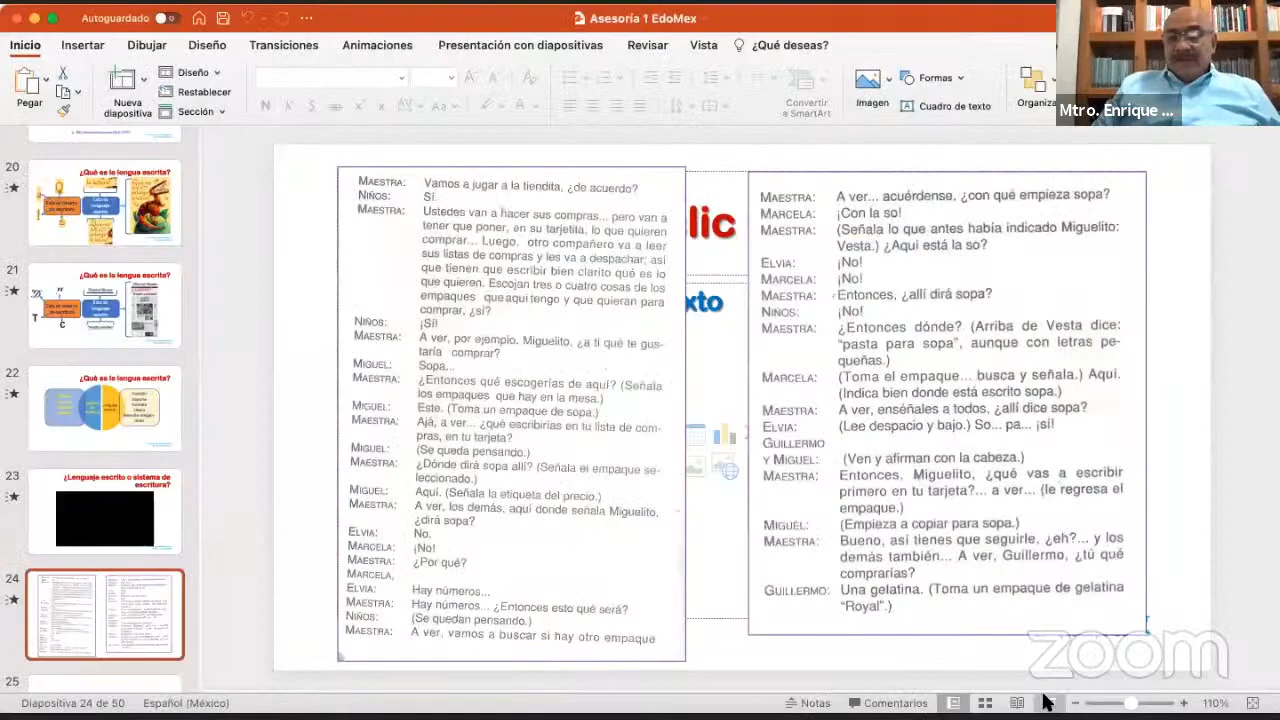 Autoguardado
Asesoría 1 EdoMex
Inicio Insertar Dibujar Diseño Transiciones Animaciones Presentación con diapositivas Revisar Vista ¿Qué deseas?
Pegar
Nueva diapositiva
Diseño
Restablecer
Sección
Convertir a SmartArt
Imagen
Formas
Cuadro de texto
Organiza
Mtro. Enrique ...
20
¿Qué es la lengua escrita?
21
¿Qué es la lengua escrita?
22
¿Qué es la lengua escrita?
23
¿Lenguaje escrito o sistema de
escritura?
24
25
lic
xto
MAESTRA: Vamos a jugar a la tiendita, ¿de acuerdo?
NIÑOS: Sí.
MAESTRA: Ustedes van a hacer sus compras... pero van a
tener que poner, en su tarjetita, lo que quieren
comprar... Luego, otro compañero va a leer
sus listas de compras y les va a despachar; así
que tienen que escribir bien clarito qué es lo
que quieren. Escojan tres o cuatro cosas de los
empaques que aquí tengo y que quieran para
comprar, ¿sí?
NIÑOS: ¡Sí!
MAESTRA: A ver, por ejemplo. Miguelito, ¿a ti qué te gus-
taría comprar?
MIGUEL: Sopa...
MAESTRA: ¿Entonces qué escogerías de aquí? (Señala
los empaques que hay en la mesa.)
MIGUEL: Este. (Toma un empaque de sopa.)
MAESTRA: Ajá, a ver... ¿qué escribirías en tu lista de com-
pras, en tu tarjeta?
MIGUEL: (Se queda pensando.)
MAESTRA: ¿Dónde dirá sopa allí? (Señala el empaque se-
leccionado.)
MIGUEL: Aquí. (Señala la etiqueta del precio.)
MAESTRA: A ver, los demás, aquí donde señala Miguelito,
¿dirá sopa?
ELVIA: No.
MARCELA: ¡No!
MAESTRA: ¿Por qué?
MARCELA,
ELVIA: Hay números...
MAESTRA: Hay números... ¿Entonces esto qué será?
NIÑOS: (Se quedan pensando.)
MAESTRA: A ver, vamos a buscar si hay otro empaque
MAESTRA: A ver... acuérdense, ¿con qué empieza sopa?
MARCELA: ¡Con la so!
MAESTRA: (Señala lo que antes había indicado Miguelito:
Vesta.) ¿Aquí está la so?
ELVIA: ¡No!
MARCELA: ¡No!
MAESTRA: Entonces, ¿allí dirá sopa?
NIÑOS: ¡No!
MAESTRA: ¿Entonces dónde? (Arriba de Vesta dice:
"pasta para sopa", aunque con letras pe-
queñas.)
MARCELA: (Toma el empaque... busca y señala.) Aquí.
(Indica bien donde está escrito sopa.)
MAESTRA: A ver, enséñales a todos, ¿allí dice sopa?
ELVIA: (Lee despacio y bajo.) So... pa... ¡sí!
GUILLERMO
Y MIGUEL: (Ven y afirman con la cabeza.)
MAESTRA: Entonces, Miguelito, ¿qué vas a escribir
primero en tu tarjeta?... a ver... (le regresa el
empaque.)
MIGUEL: (Empieza a copiar para sopa.)
MAESTRA: Bueno, así tienes que seguirle, ¿eh?... y los
demás también... A ver, Guillermo, ¿tú qué
comprarías?
GUILLERMO: Una gelatina. (Toma un empaque de gelatina
"Royal".)
zoom
Diapositiva 24 de 50 Español (México)
Notas Comentarios 110%